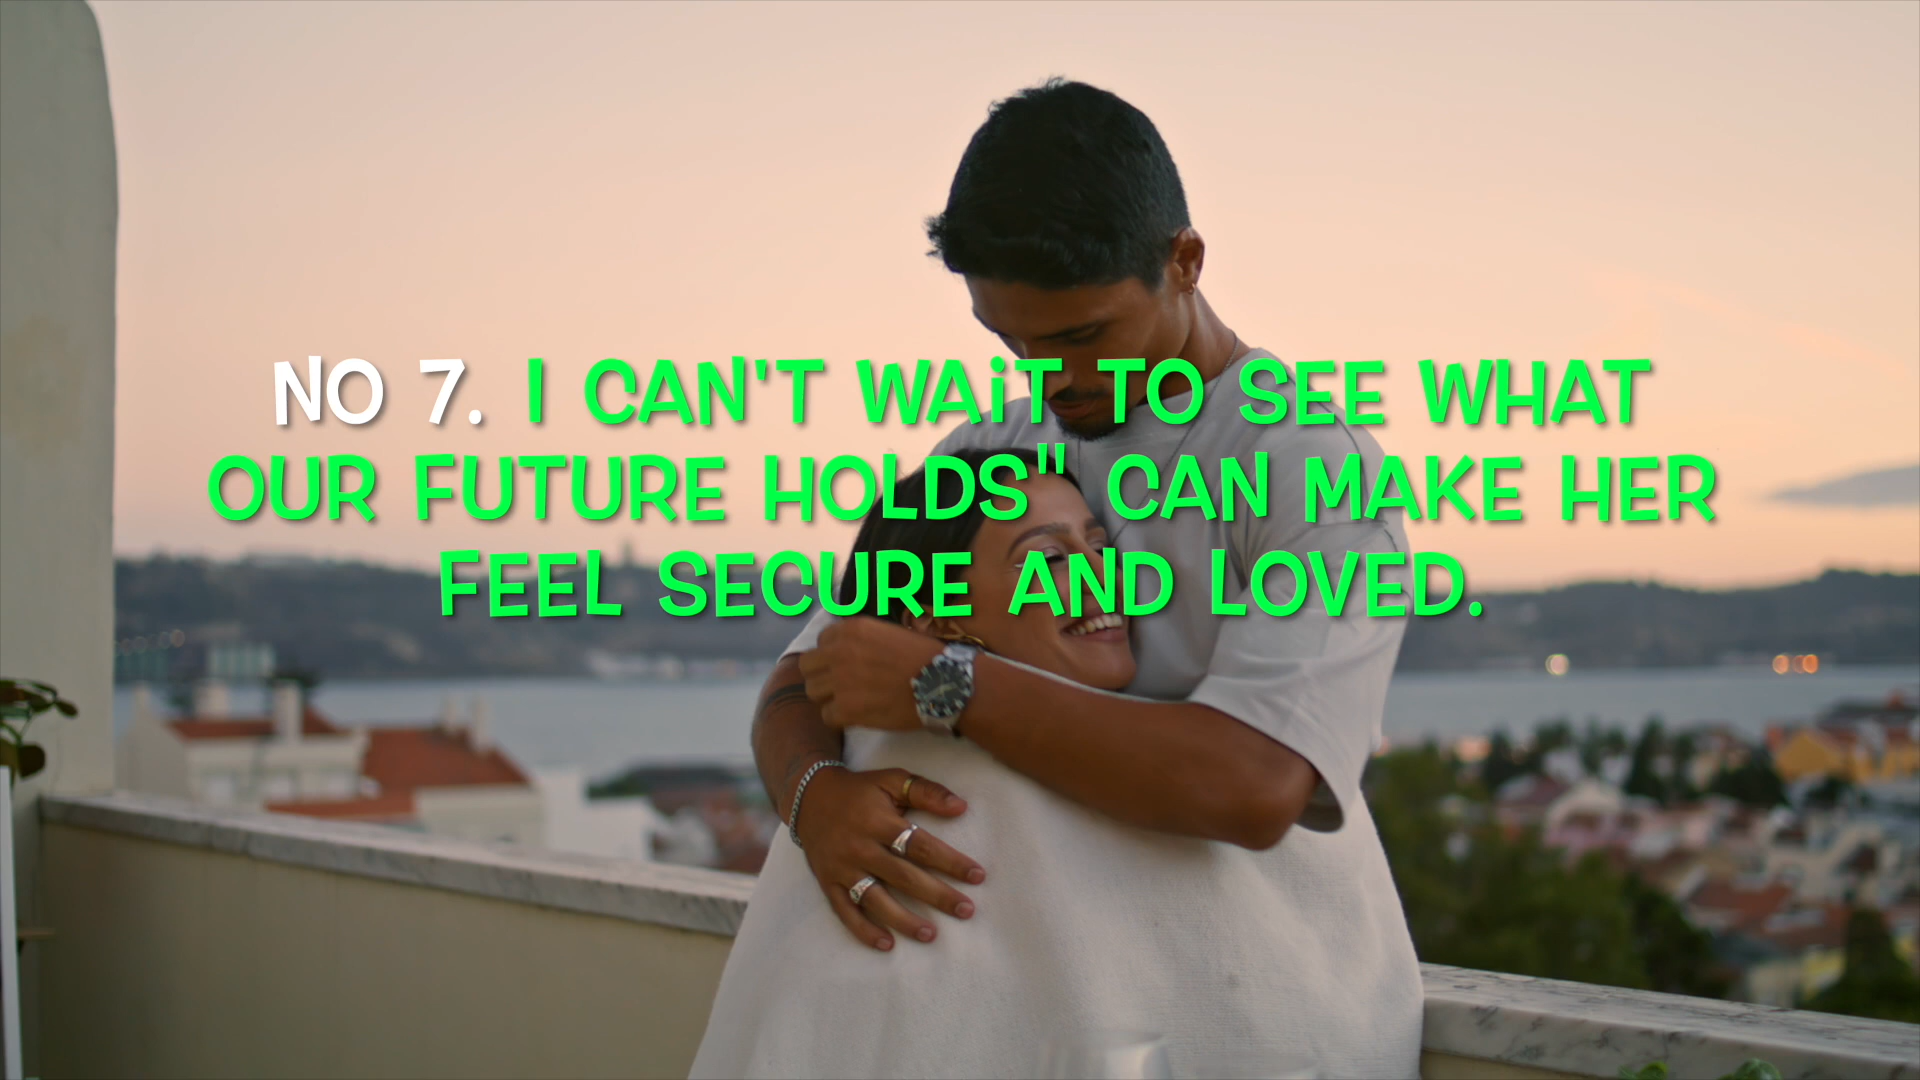 NO 7. I CAN'T WAiT TO SEE WHAT
OUR FUTURE HOLDS" CAN MAKE HER
FEEL SECURE AND LOVED.